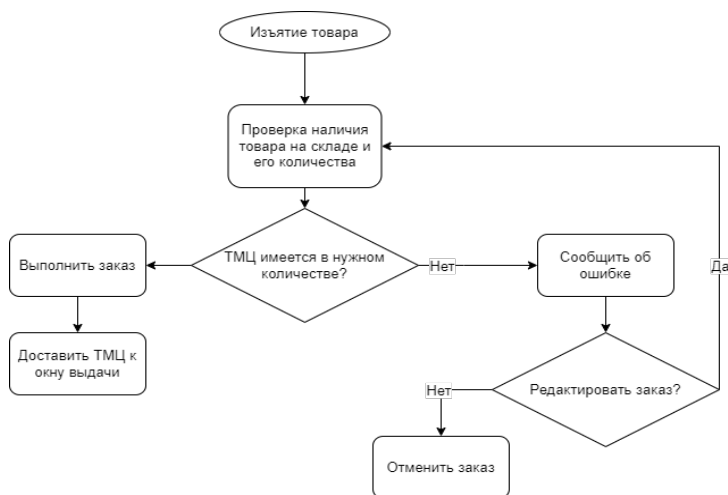 Изъятие товара
Проверка наличия
товара на складе и
его количества
ТМЦ имеется в нужном
количестве?
Выполнить заказ
Нет
Сообщить об
ошибке
Да
Доставить ТМЦ к
окну выдачи
Редактировать заказ?
Нет
Отменить заказ